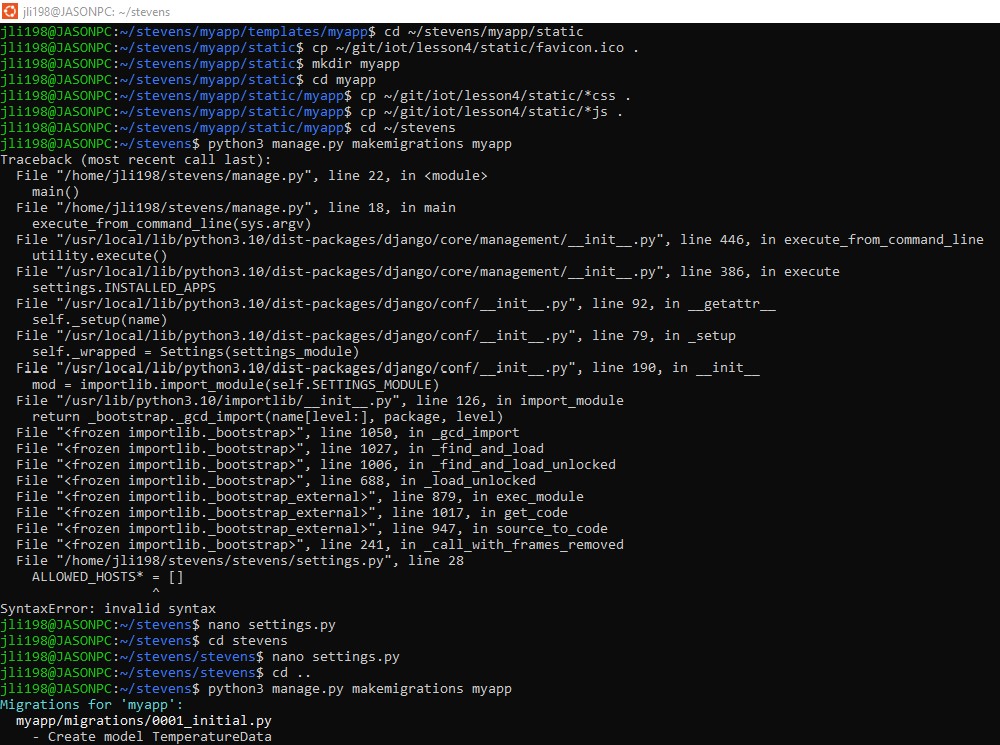 jli198@JASONPC: ~/stevens
jli198@JASONPC:~/stevens/myapp/templates/myapp$ cd ~/stevens/myapp/static
jli198@JASONPC:~/stevens/myapp/static$ cp ~/git/iot/lesson4/static/favicon.ico .
jli198@JASONPC:~/stevens/myapp/static$ mkdir myapp
jli198@JASONPC:~/stevens/myapp/static$ cd myapp
jli198@JASONPC:~/stevens/myapp/static/myapp$ cp ~/git/iot/lesson4/static/*css .
jli198@JASONPC:~/stevens/myapp/static/myapp$ cp ~/git/iot/lesson4/static/*js .
jli198@JASONPC:~/stevens/myapp/static/myapp$ cd ~/stevens
jli198@JASONPC:~/stevens$ python3 manage.py makemigrations myapp
Traceback (most recent call last):
  File "/home/jli198/stevens/manage.py", line 22, in <module>
    main()
  File "/home/jli198/stevens/manage.py", line 18, in main
    execute_from_command_line(sys.argv)
  File "/usr/local/lib/python3.10/dist-packages/django/core/management/__init__.py", line 446, in execute_from_command_line
    utility.execute()
  File "/usr/local/lib/python3.10/dist-packages/django/core/management/__init__.py", line 386, in execute
    settings.INSTALLED_APPS
  File "/usr/local/lib/python3.10/dist-packages/django/conf/__init__.py", line 92, in __getattr__
    self._setup(name)
  File "/usr/local/lib/python3.10/dist-packages/django/conf/__init__.py", line 79, in _setup
    self._wrapped = Settings(settings_module)
  File "/usr/local/lib/python3.10/dist-packages/django/conf/__init__.py", line 190, in __init__
    mod = importlib.import_module(self.SETTINGS_MODULE)
  File "/usr/lib/python3.10/importlib/__init__.py", line 126, in import_module
    return _bootstrap._gcd_import(name[level:], package, level)
  File "<frozen importlib._bootstrap>", line 1050, in _gcd_import
  File "<frozen importlib._bootstrap>", line 1027, in _find_and_load
  File "<frozen importlib._bootstrap>", line 1006, in _find_and_load_unlocked
  File "<frozen importlib._bootstrap>", line 688, in _load_unlocked
  File "<frozen importlib._bootstrap_external>", line 879, in exec_module
  File "<frozen importlib._bootstrap_external>", line 1017, in get_code
  File "<frozen importlib._bootstrap_external>", line 947, in source_to_code
  File "<frozen importlib._bootstrap>", line 241, in _call_with_frames_removed
  File "/home/jli198/stevens/stevens/settings.py", line 28
    ALLOWED_HOSTS* = []
                   ^
SyntaxError: invalid syntax
jli198@JASONPC:~/stevens$ nano settings.py
jli198@JASONPC:~/stevens$ cd stevens
jli198@JASONPC:~/stevens/stevens$ nano settings.py
jli198@JASONPC:~/stevens/stevens$ cd ..
jli198@JASONPC:~/stevens$ python3 manage.py makemigrations myapp
Migrations for 'myapp':
  myapp/migrations/0001_initial.py
    - Create model TemperatureData